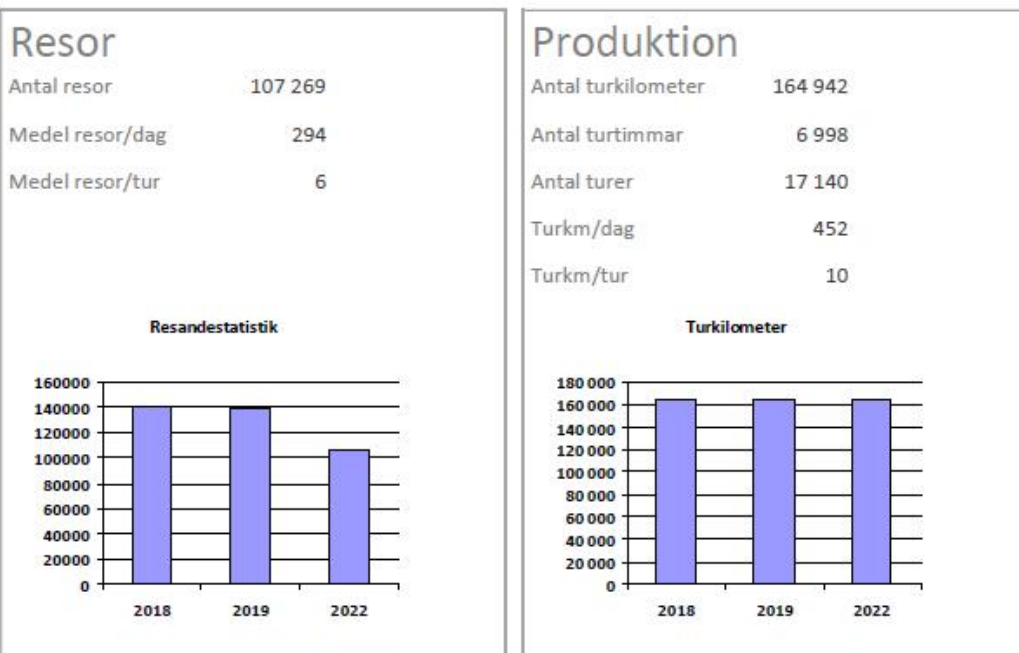 Resor
Antal resor 107 269
Medel resor/dag 294
Medel resor/tur 6
Resandestatistik
160000
140000
120000
100000
80000
60000
40000
20000
0
2018 2019 2022
Produktion
Antal turkilometer 164 942
Antal turtimmar 6 998
Antal turer 17 140
Turkm/dag 452
Turkm/tur 10
Turkilometer
180 000
160 000
140 000
120 000
100 000
80 000
60 000
40 000
20 000
0
2018 2019 2022